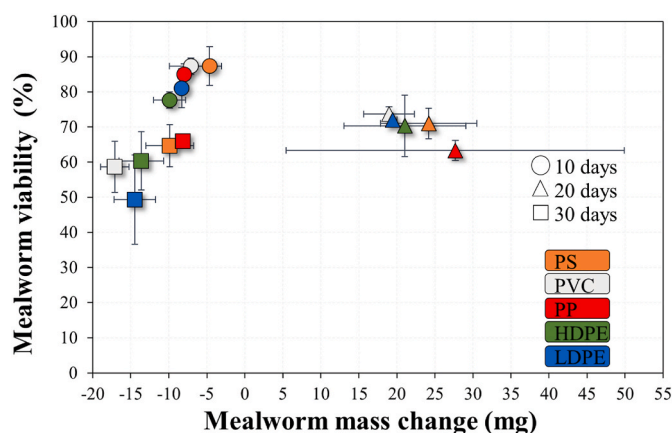 100
90
80
70
60
50
40
30
20
10
0
Mealworm viability (%)
10 days
20 days
30 days
PS
PVC
PP
HDPE
LDPE
-20 -15 -10 -5 0 5 10 15 20 25 30 35 40 45 50 55
Mealworm mass change (mg)